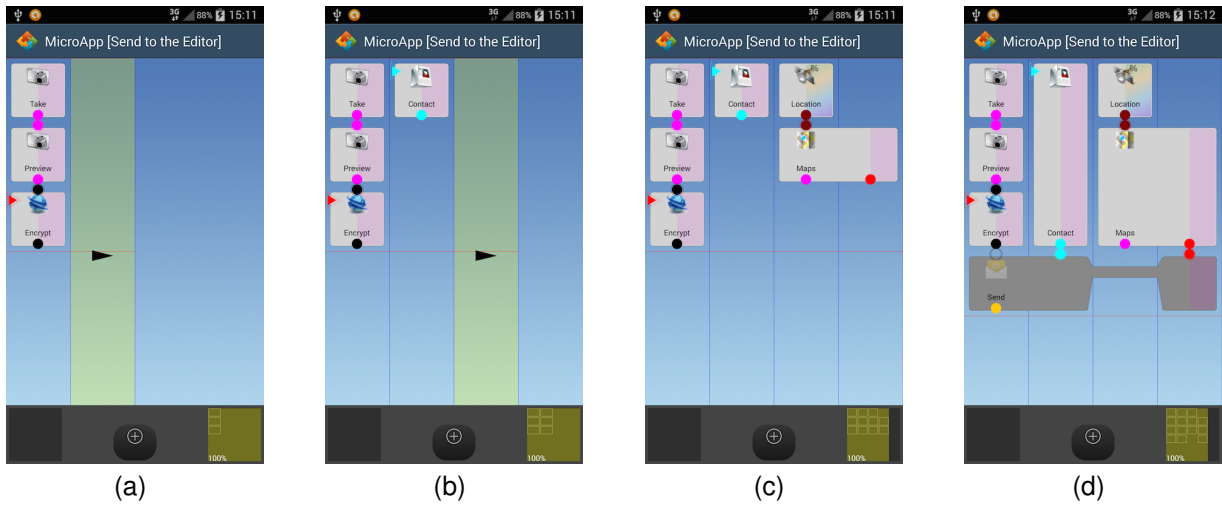 3G 88% 15:11
MicroApp [Send to the Editor]
Take
Preview
Encrypt
100%
(a)
3G 88% 15:11
MicroApp [Send to the Editor]
Take
Contact
Preview
Encrypt
100%
(b)
3G 88% 15:11
MicroApp [Send to the Editor]
Take
Contact
Location
Preview
Maps
Encrypt
100%
(c)
3G 88% 15:12
MicroApp [Send to the Editor]
Take
Location
Preview
Encrypt
Contact
Maps
Send
100%
(d)